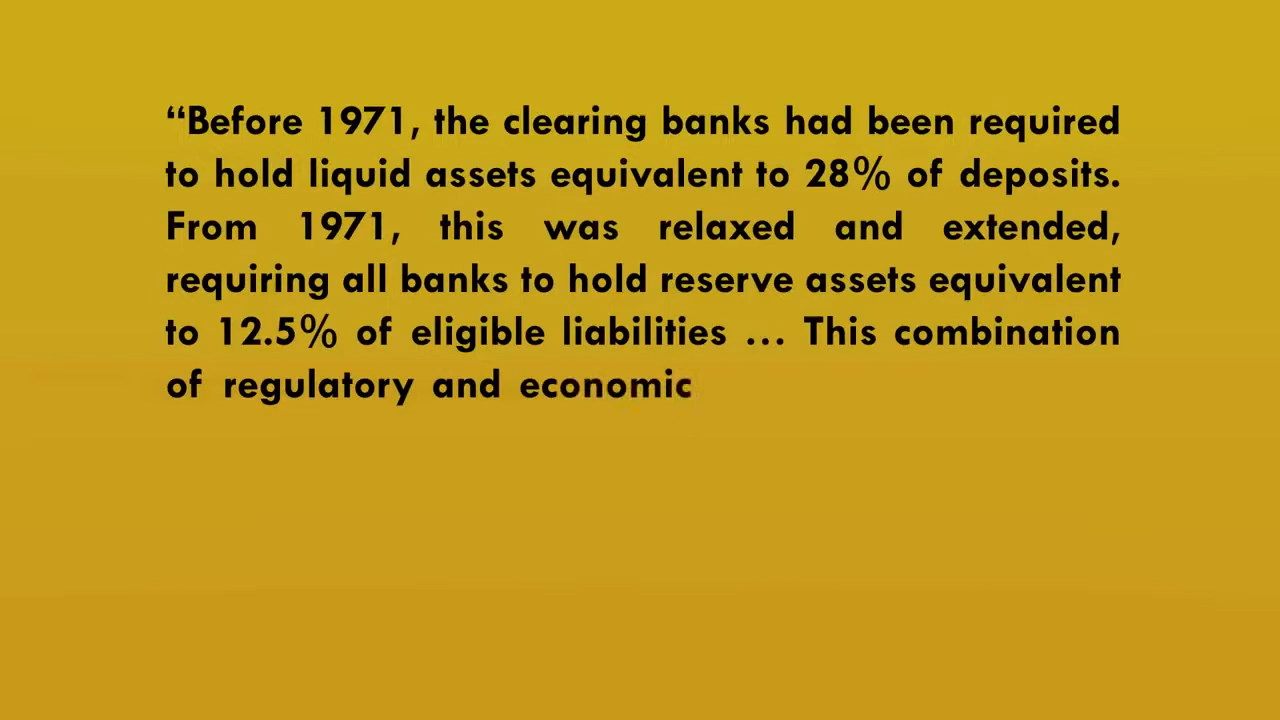 “Before 1971, the clearing banks had been required
to hold liquid assets equivalent to 28% of deposits.
From 1971, this was relaxed and extended,
requiring all banks to hold reserve assets equivalent
to 12.5% of eligible liabilities … This combination
of regulatory and economic